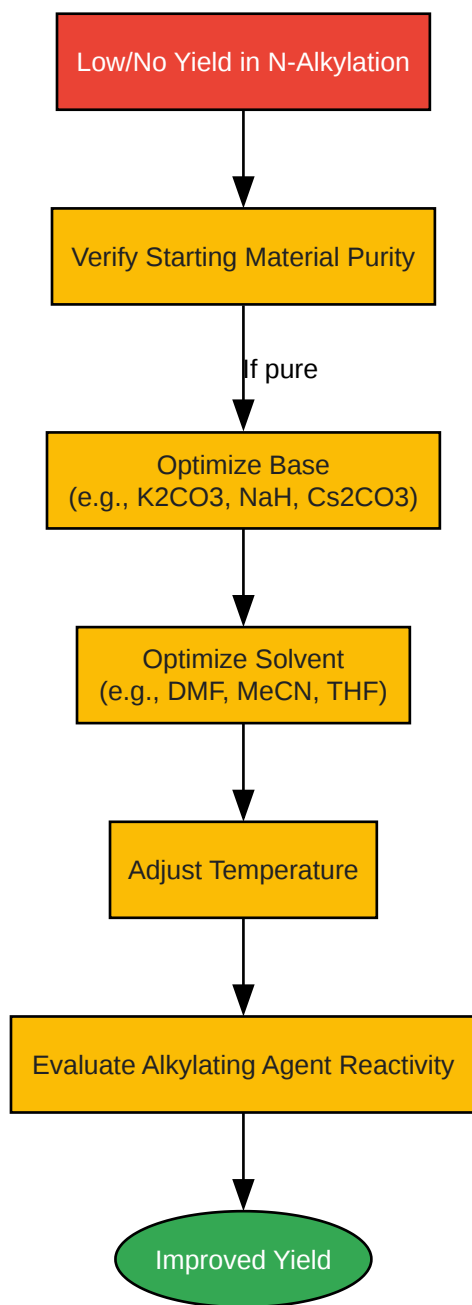 Low/No Yield in N-Alkylation
Verify Starting Material Purity
If pure
Optimize Base
(e.g., K2CO3, NaH, Cs2CO3)
Optimize Solvent
(e.g., DMF, MeCN, THF)
Adjust Temperature
Evaluate Alkylating Agent Reactivity
Improved Yield